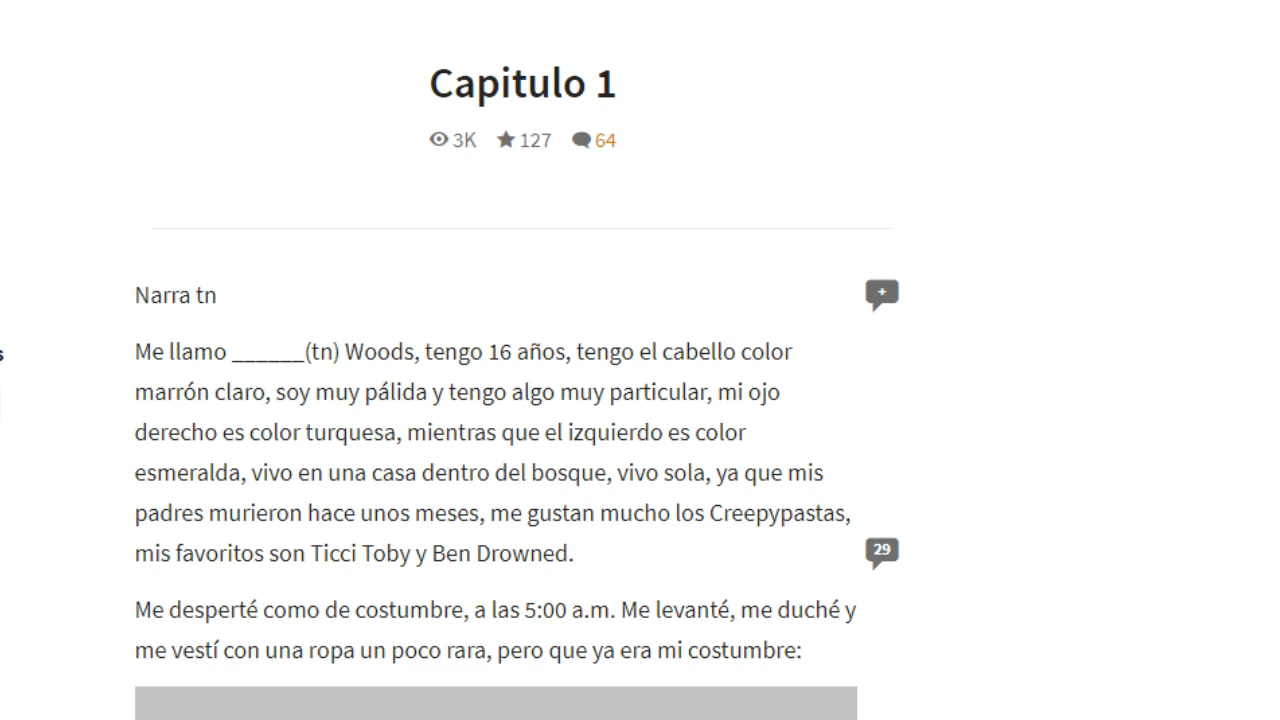 Capitulo 1
3K 127 64
Narra tn
+
Me llamo ______(tn) Woods, tengo 16 años, tengo el cabello color
marrón claro, soy muy pálida y tengo algo muy particular, mi ojo
derecho es color turquesa, mientras que el izquierdo es color
esmeralda, vivo en una casa dentro del bosque, vivo sola, ya que mis
padres murieron hace unos meses, me gustan mucho los Creepypastas,
mis favoritos son Ticci Toby y Ben Drowned.
29
Me desperté como de costumbre, a las 5:00 a.m. Me levanté, me duché y
me vestí con una ropa un poco rara, pero que ya era mi costumbre: